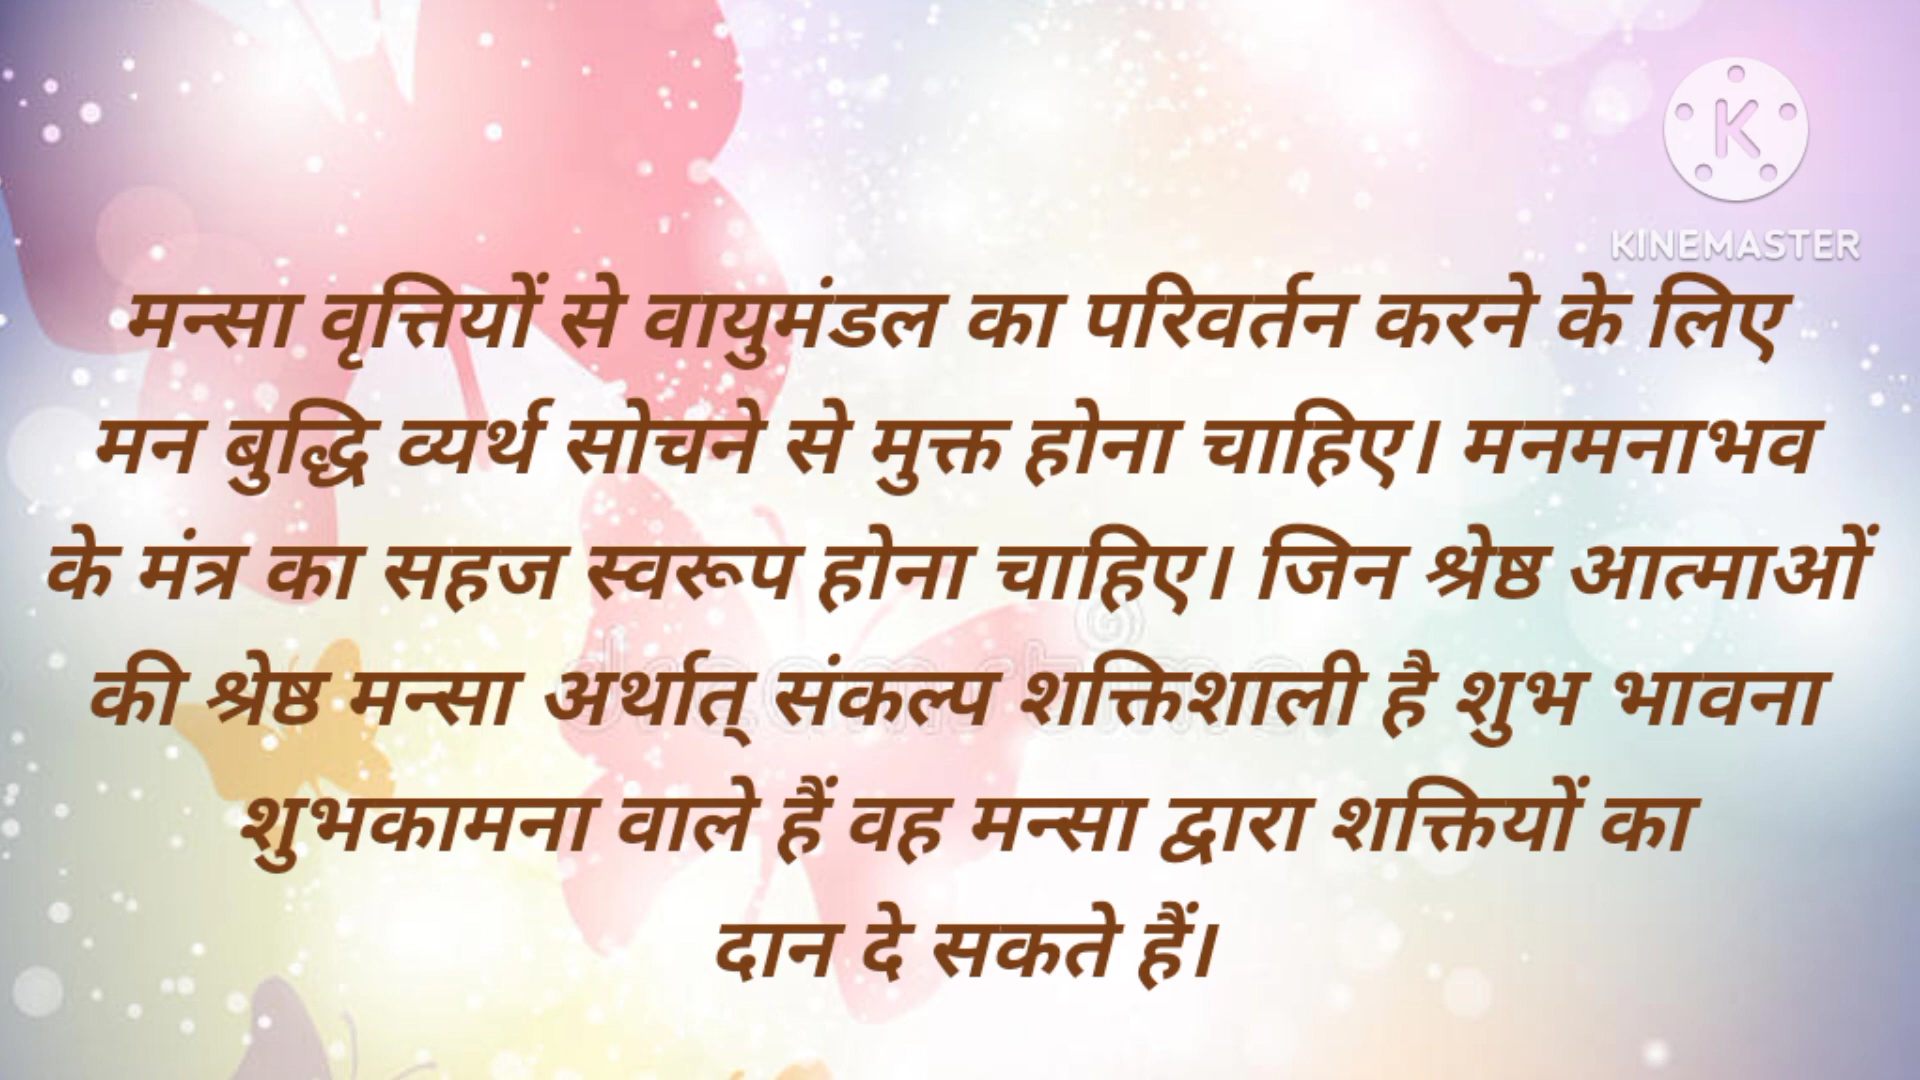 KINEMASTER
मन्सा वृत्तियों से वायुमंडल का परिवर्तन करने के लिए
मन बुद्धि व्यर्थ सोचने से मुक्त होना चाहिए। मनमनाभव
के मंत्र का सहज स्वरूप होना चाहिए। जिन श्रेष्ठ आत्माओं
की श्रेष्ठ मन्सा अर्थात् संकल्प शक्तिशाली है शुभ भावना
शुभकामना वाले हैं वह मन्सा द्वारा शक्तियों का
दान दे सकते हैं।